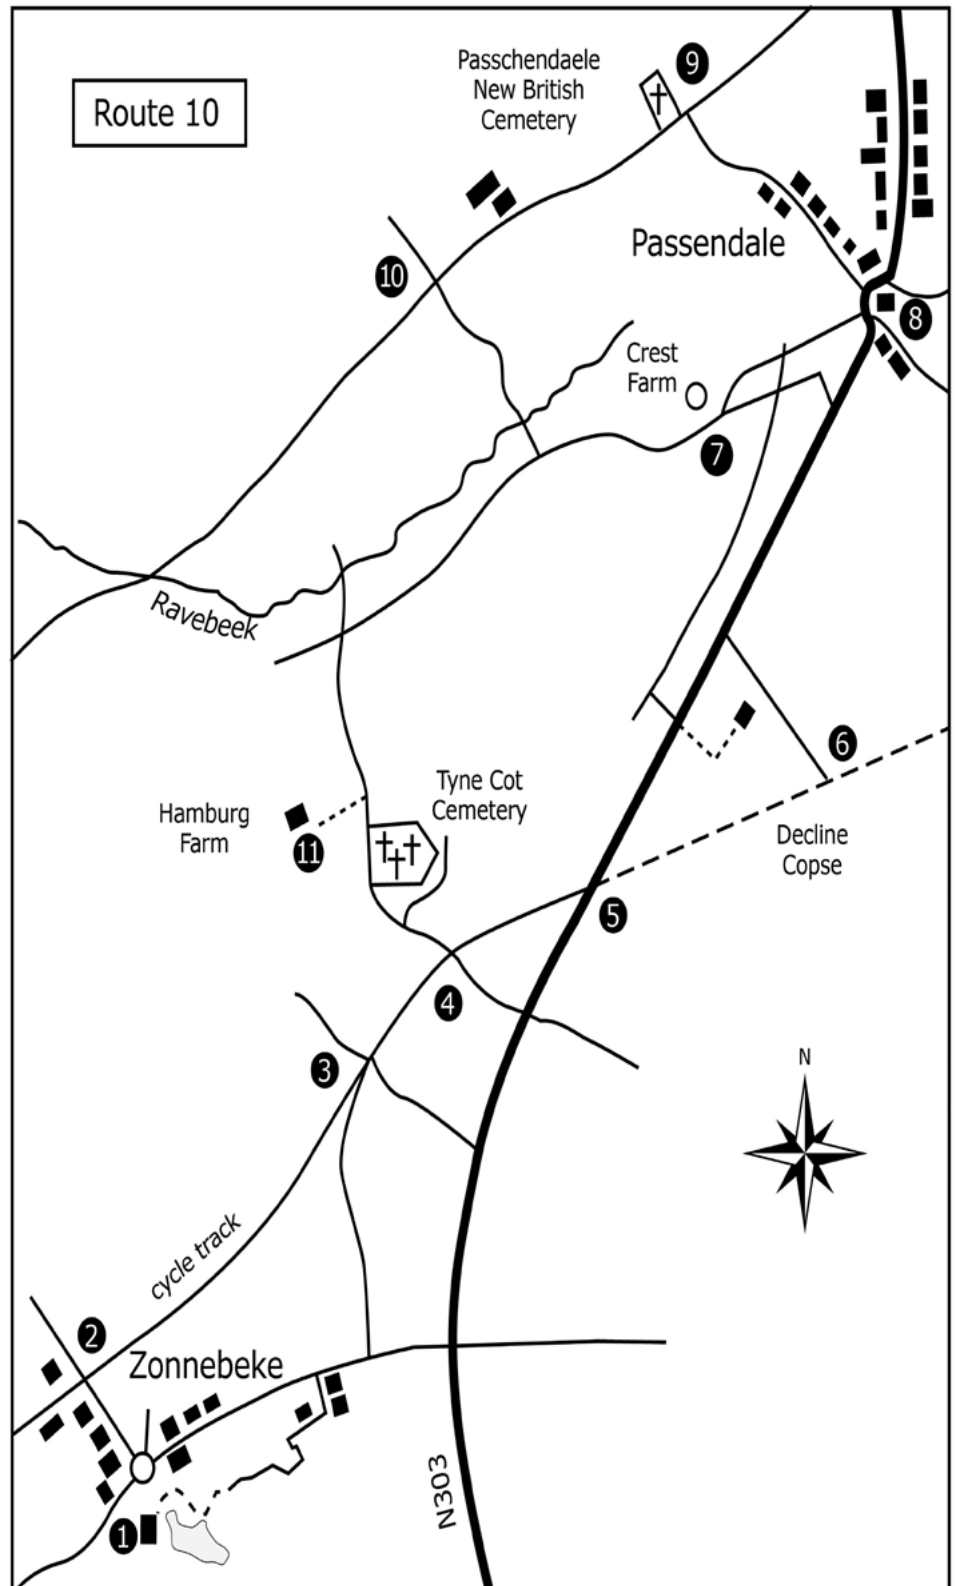 Route 10
Passchendaele
New British
Cemetery
9
10
Passendale
8
Crest
Farm
7
Ravebeek
6
Tyne Cot
Cemetery
Hamburg
Farm
11
Decline
Copse
5
4
3
N
cycle track
2
Zonnebeke
N303
1